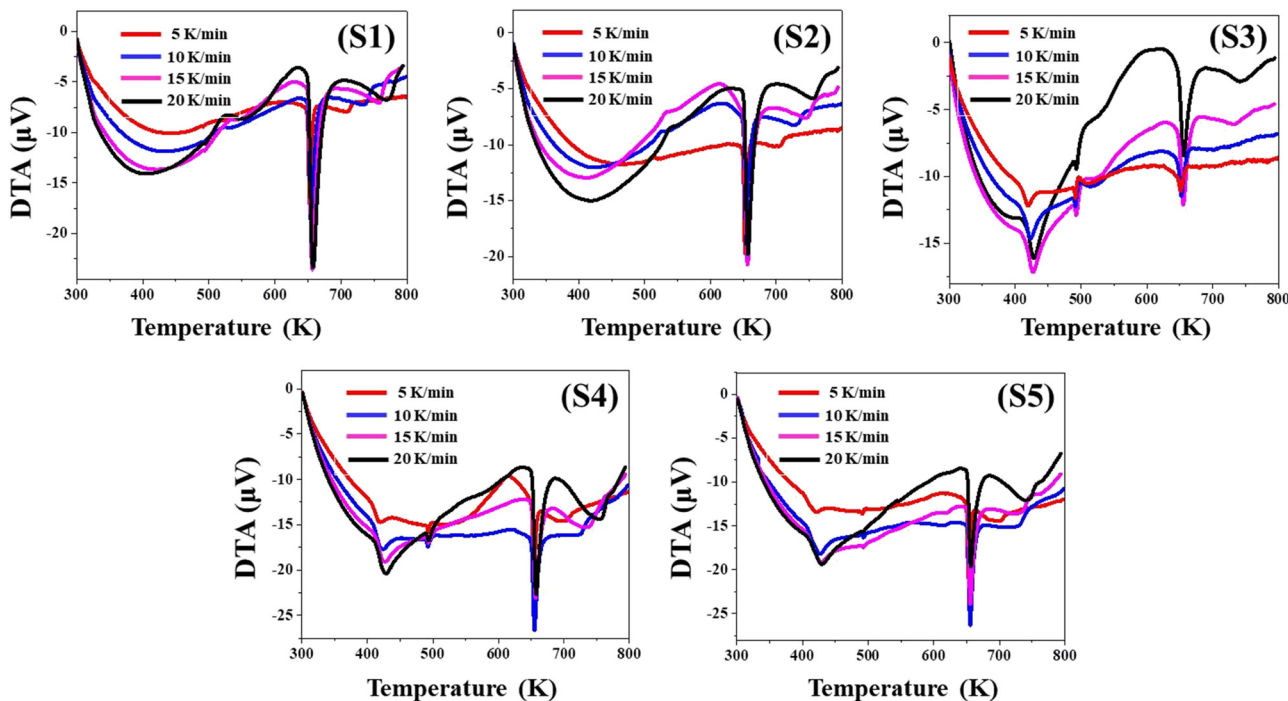 (S1)
5 K/min
10 K/min
15 K/min
20 K/min
0
-5
-10
-15
-20
DTA (µV)
300 400 500 600 700 800
Temperature (K)
(S2)
5 K/min
10 K/min
15 K/min
20 K/min
0
-5
-10
-15
-20
DTA (µV)
300 400 500 600 700 800
Temperature (K)
(S3)
5 K/min
10 K/min
15 K/min
20 K/min
0
-5
-10
-15
DTA (µV)
300 400 500 600 700 800
Temperature (K)
(S4)
5 K/min
10 K/min
15 K/min
20 K/min
0
-5
-10
-15
-20
-25
DTA (µV)
300 400 500 600 700 800
Temperature (K)
(S5)
5 K/min
10 K/min
15 K/min
20 K/min
0
-5
-10
-15
-20
-25
DTA (µV)
300 400 500 600 700 800
Temperature (K)